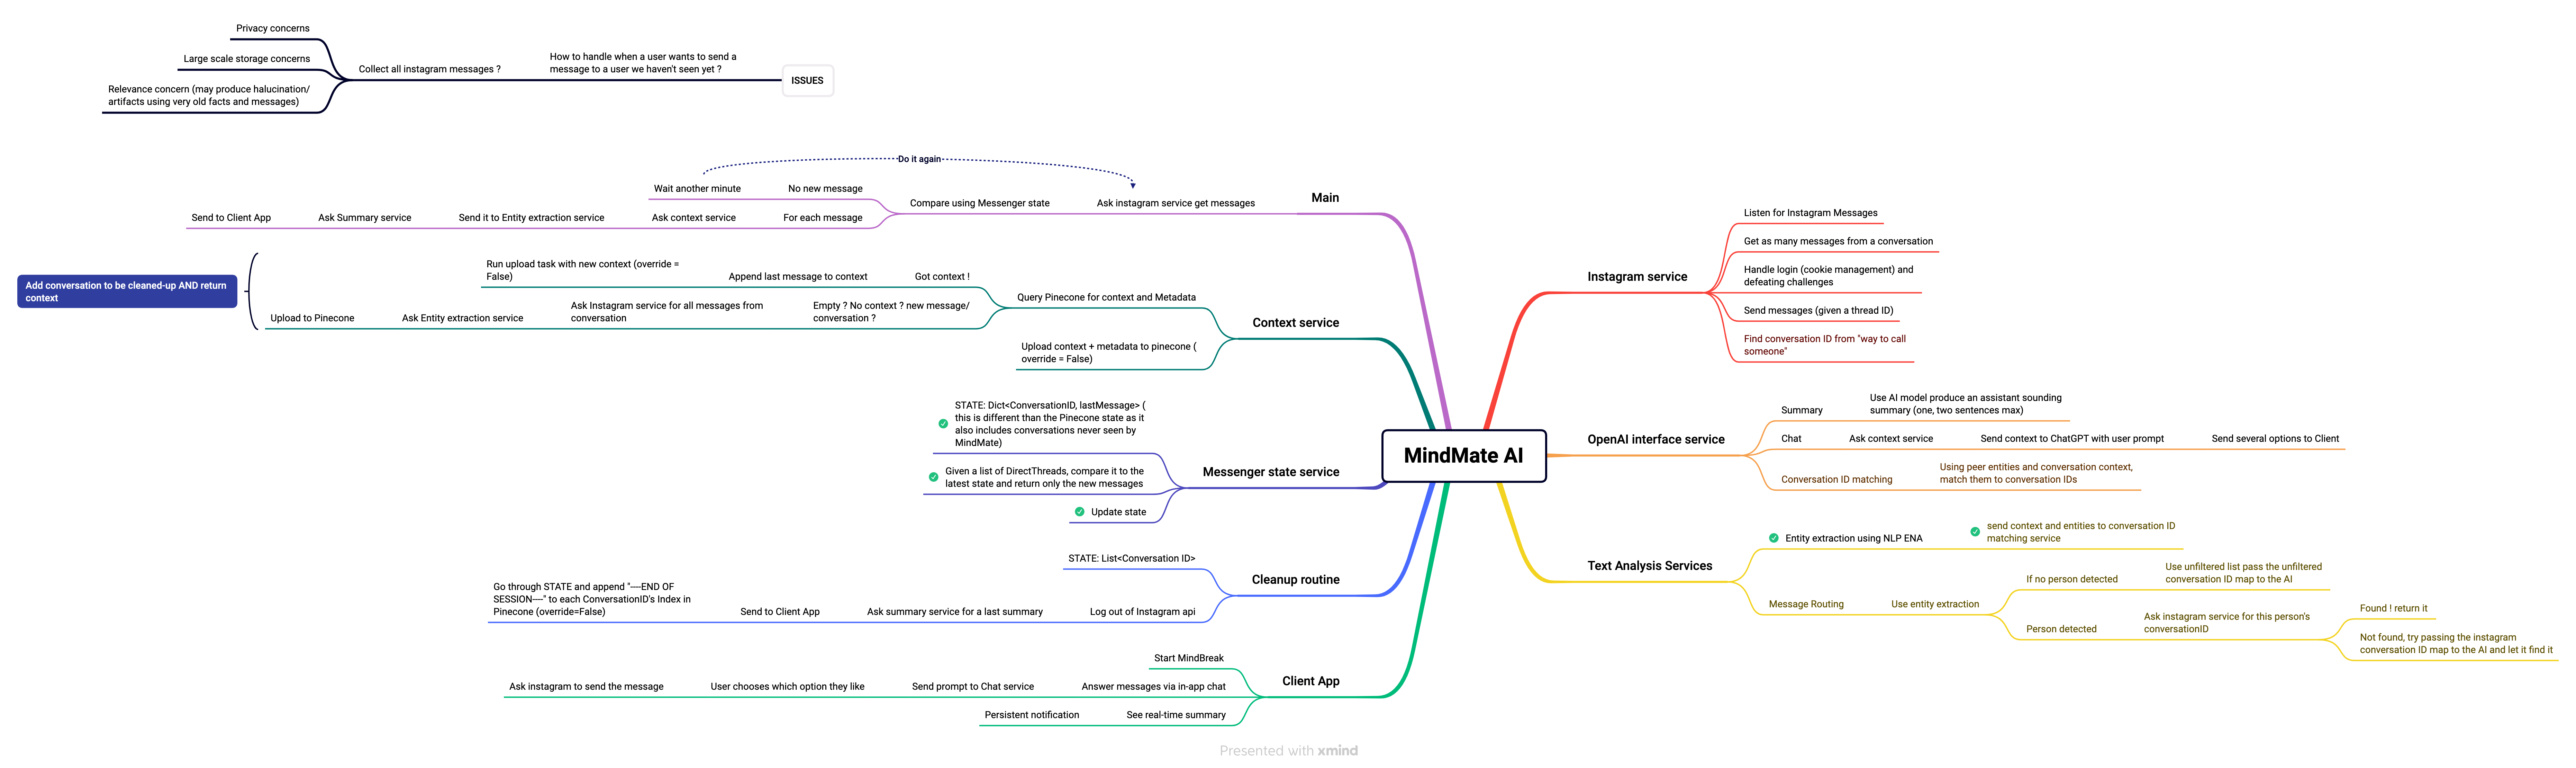 Privacy concerns
Large scale storage concerns
Relevance concern (may produce halucination/
artifacts using very old facts and messages)
Collect all instagram messages ?
How to handle when a user wants to send a
message to a user we haven't seen yet ?
ISSUES
Do it again
Main
Ask instagram service get messages
Compare using Messenger state
No new message
Wait another minute
For each message
Ask context service
Send it to Entity extraction service
Ask Summary service
Send to Client App
Context service
Query Pinecone for context and Metadata
Got context !
Append last message to context
Run upload task with new context (override =
False)
Empty ? No context ? new message/
conversation ?
Ask Instagram service for all messages from
conversation
Ask Entity extraction service
Upload to Pinecone
Add conversation to be cleaned-up AND return
context
Upload context + metadata to pinecone (
override = False)
Messenger state service
STATE: Dict<ConversationID, lastMessage> (
this is different than the Pinecone state as it
also includes conversations never seen by
MindMate)
Given a list of DirectThreads, compare it to the
latest state and return only the new messages
Update state
Cleanup routine
STATE: List<Conversation ID>
Log out of Instagram api
Ask summary service for a last summary
Send to Client App
Go through STATE and append "----END OF
SESSION----" to each ConversationID's Index in
Pinecone (override=False)
Client App
Start MindBreak
Answer messages via in-app chat
Send prompt to Chat service
User chooses which option they like
Ask instagram to send the message
See real-time summary
Persistent notification
MindMate AI
Instagram service
Listen for Instagram Messages
Get as many messages from a conversation
Handle login (cookie management) and
defeating challenges
Send messages (given a thread ID)
Find conversation ID from "way to call
someone"
OpenAI interface service
Summary
Use AI model produce an assistant sounding
summary (one, two sentences max)
Chat
Ask context service
Send context to ChatGPT with user prompt
Send several options to Client
Conversation ID matching
Using peer entities and conversation context,
match them to conversation IDs
Text Analysis Services
Entity extraction using NLP ENA
send context and entities to conversation ID
matching service
Message Routing
Use entity extraction
If no person detected
Use unfiltered list pass the unfiltered
conversation ID map to the AI
Person detected
Ask instagram service for this person's
conversationID
Found ! return it
Not found, try passing the instagram
conversation ID map to the AI and let it find it
Presented with xmind